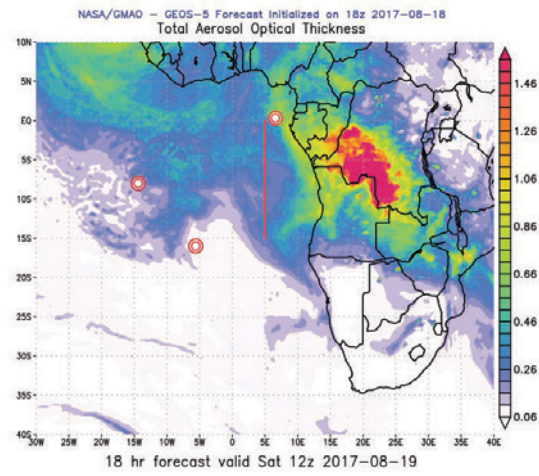 NASA/GMAO - GEOS-5 Forecast Initialized on 18z 2017-08-18
Total Aerosol Optical Thickness
10N
5N
EQ
5S
10S
15S
20S
25S
30S
35S
40S
30W 25W 20W 15W 10W 5W 0 5E 10E 15E 20E 25E 30E 35E 40E
1.46
1.26
1.06
0.86
0.66
0.46
0.26
0.06
18 hr forecast valid Sat 12z 2017-08-19